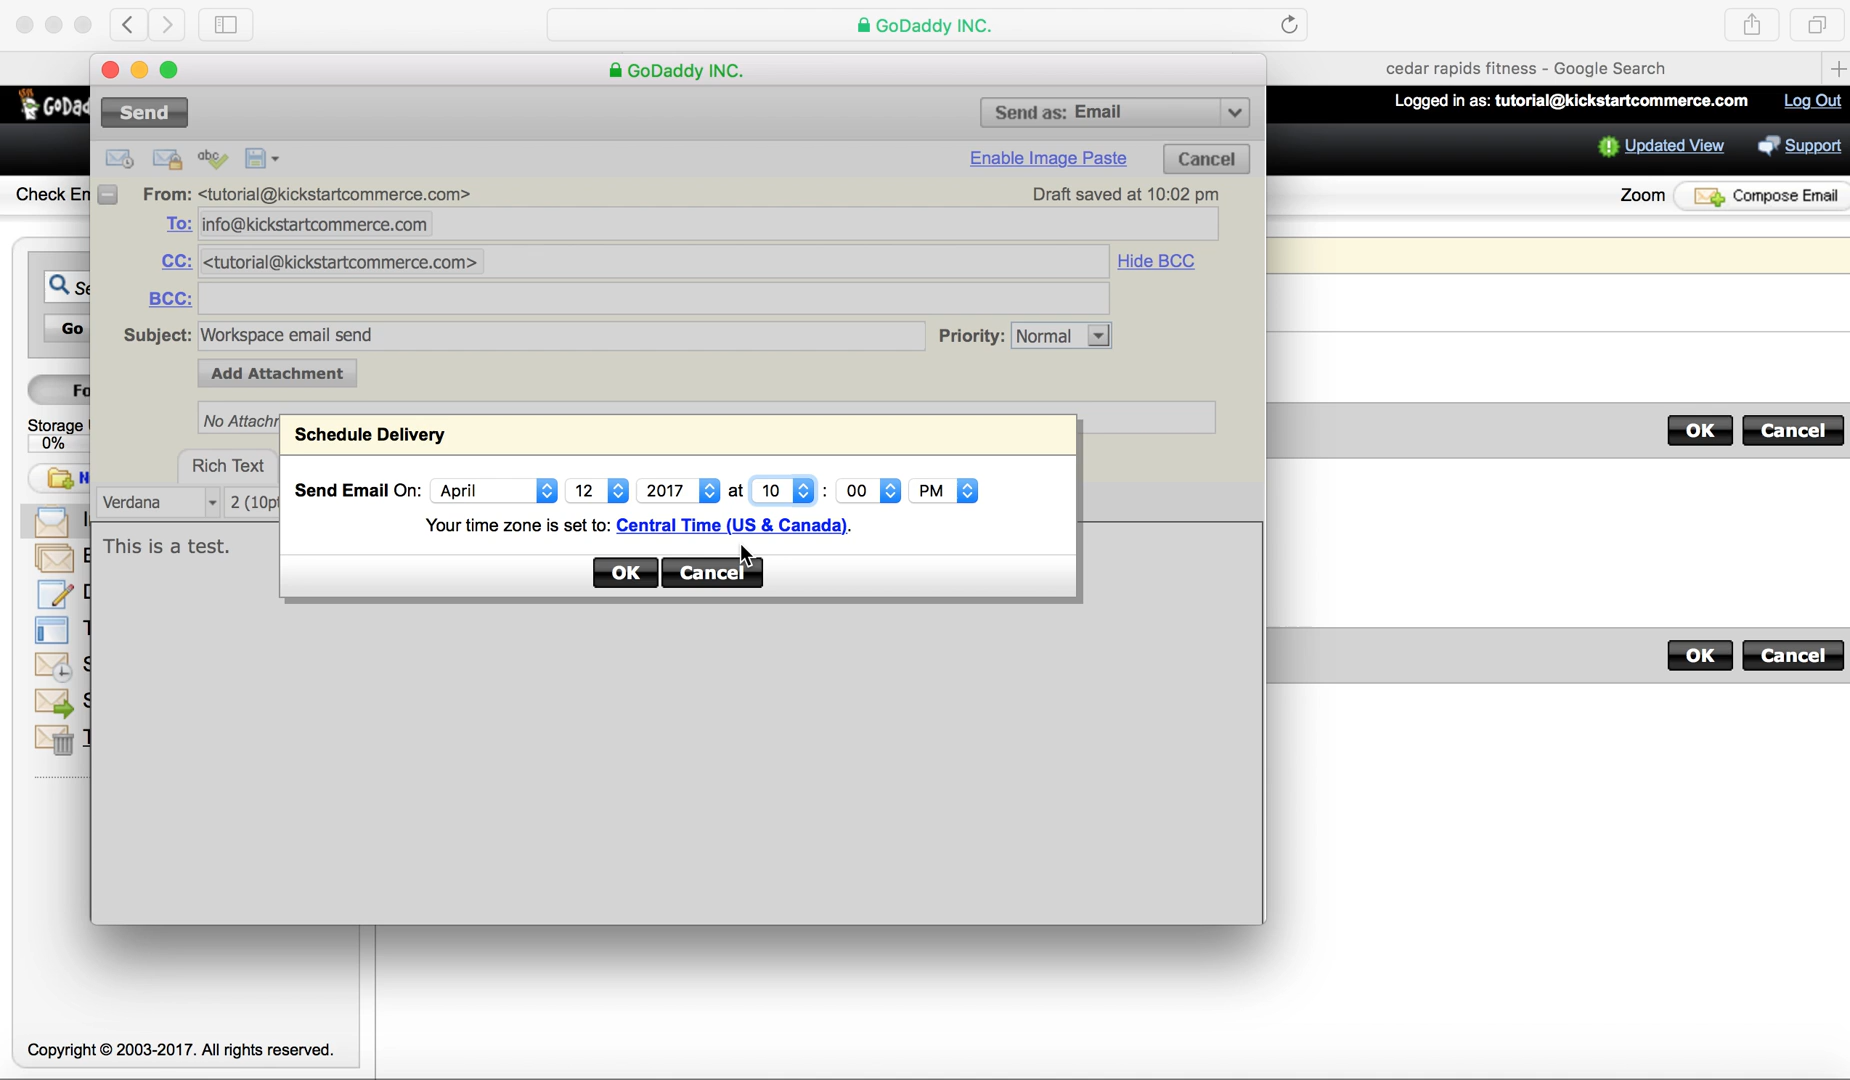 GoDaddy INC.
GoDaddy INC.
cedar rapids fitness - Google Search
Logged in as: tutorial@kickstartcommerce.com Log Out
Send
Send as: Email
Updated View
Support
Enable Image Paste
Cancel
Check
From: <tutorial@kickstartcommerce.com>
Draft saved at 10:02 pm
Zoom
Compose Email
To: info@kickstartcommerce.com
CC: <tutorial@kickstartcommerce.com>
Hide BCC
BCC:
Go
Subject: Workspace email send
Priority: Normal
Add Attachment
No
Storage
0%
Schedule Delivery
OK Cancel
Rich Text
Send Email On: April 12 2017 at 10 : 00 PM
Verdana
2 (10pt
Your time zone is set to: Central Time (US & Canada).
This is a test.
OK Cancel
OK Cancel
Copyright © 2003-2017. All rights reserved.